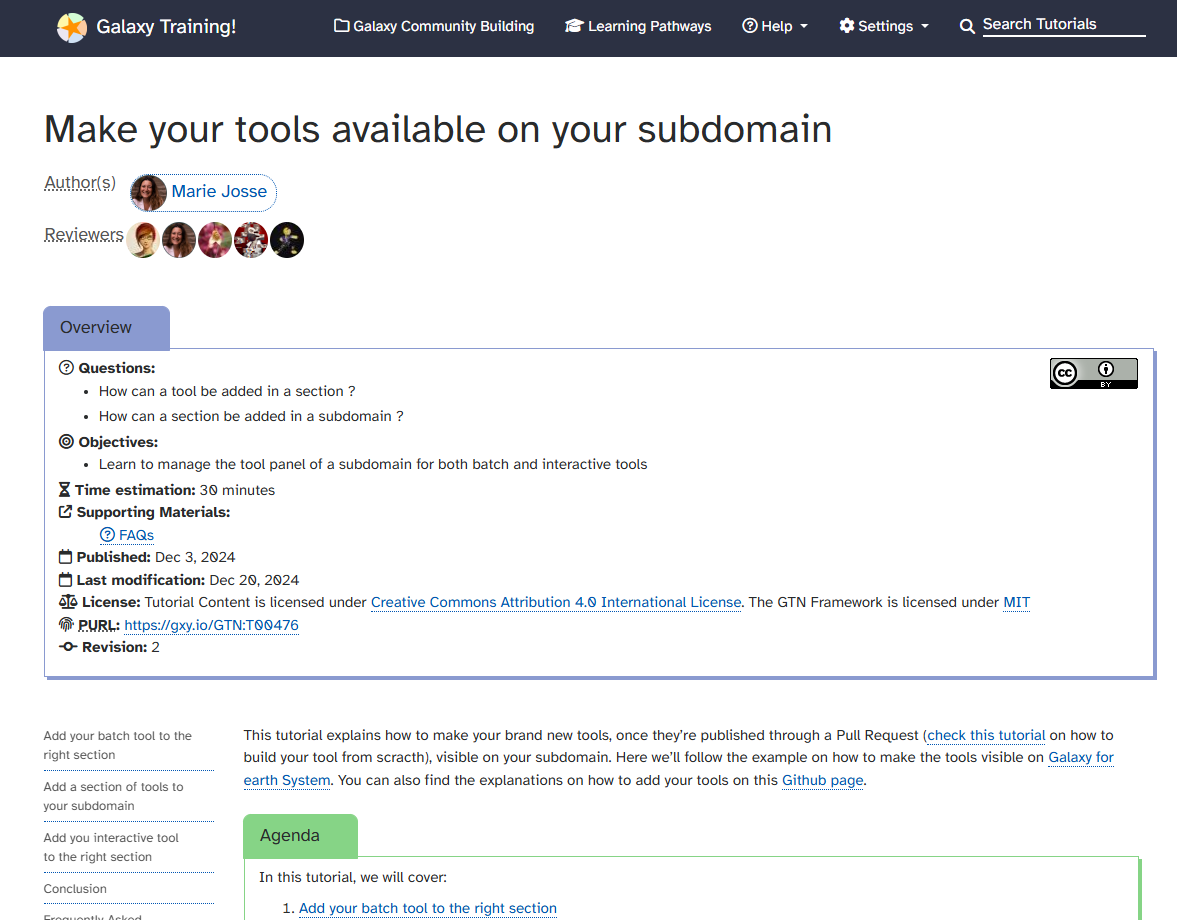 Galaxy Training!
Galaxy Community Building
Learning Pathways
Help
Settings
Search Tutorials
Make your tools available on your subdomain
Author(s)
Marie Josse
Reviewers
Overview
Questions:
How can a tool be added in a section ?
How can a section be added in a subdomain ?
Objectives:
Learn to manage the tool panel of a subdomain for both batch and interactive tools
Time estimation: 30 minutes
Supporting Materials:
FAQs
Published: Dec 3, 2024
Last modification: Dec 20, 2024
License: Tutorial Content is licensed under Creative Commons Attribution 4.0 International License. The GTN Framework is licensed under MIT
PURL: https://gxy.io/GTN:T00476
Revision: 2
cc
BY
Add your batch tool to the
right section
Add a section of tools to
your subdomain
Add you interactive tool
to the right section
Conclusion
Frequently Asked
This tutorial explains how to make your brand new tools, once they’re published through a Pull Request (check this tutorial on how to
build your tool from scracth), visible on your subdomain. Here we’ll follow the example on how to make the tools visible on Galaxy for
earth System. You can also find the explanations on how to add your tools on this Github page.
Agenda
In this tutorial, we will cover:
1. Add your batch tool to the right section